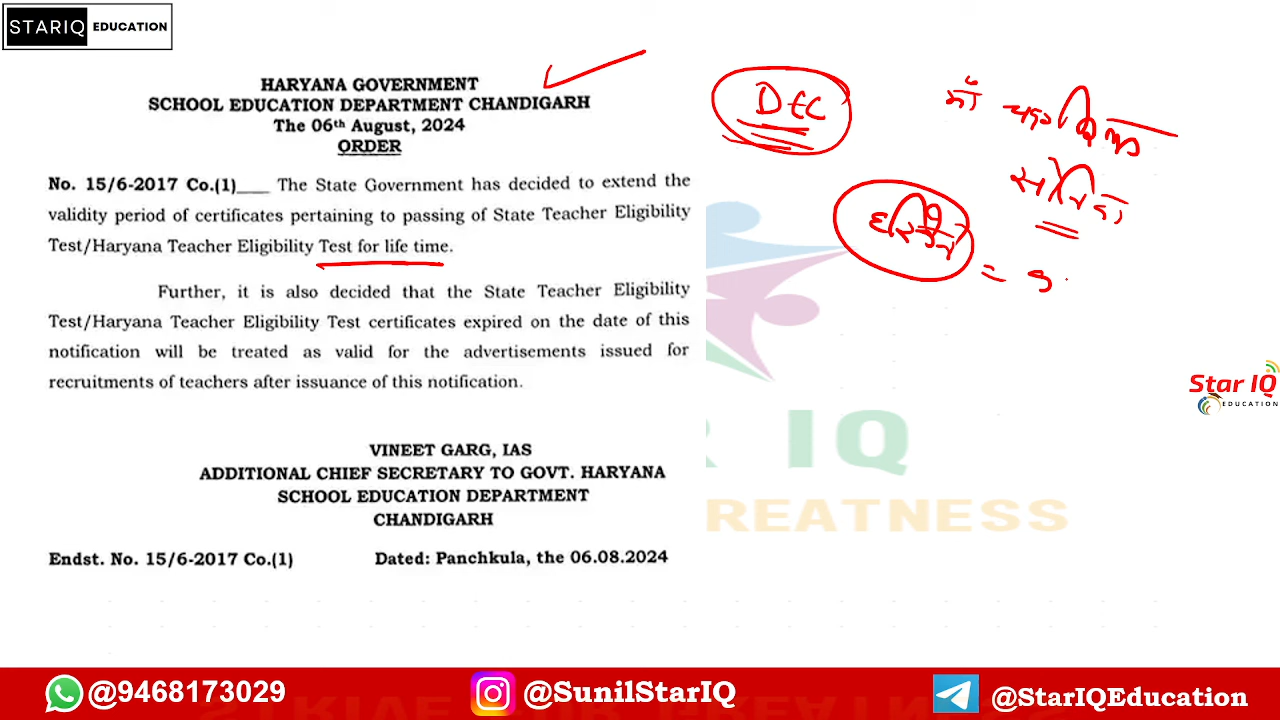 STARIQ EDUCATION
HARYANA GOVERNMENT
SCHOOL EDUCATION DEPARTMENT CHANDIGARH
The 06th August, 2024
ORDER
No. 15/6-2017 Co.(1)____ The State Government has decided to extend the
validity period of certificates pertaining to passing of State Teacher Eligibility
Test/Haryana Teacher Eligibility Test for life time.
Further, it is also decided that the State Teacher Eligibility
Test/Haryana Teacher Eligibility Test certificates expired on the date of this
notification will be treated as valid for the advertisements issued for
recruitments of teachers after issuance of this notification.
VINEET GARG, IAS
ADDITIONAL CHIEF SECRETARY TO GOVT. HARYANA
SCHOOL EDUCATION DEPARTMENT
CHANDIGARH
Endst. No. 15/6-2017 Co.(1) Dated: Panchkula, the 06.08.2024
DEC
Star IQ
EDUCATION
IQ
REATNESS
@9468173029 @SunilStarIQ @StarIQEducation